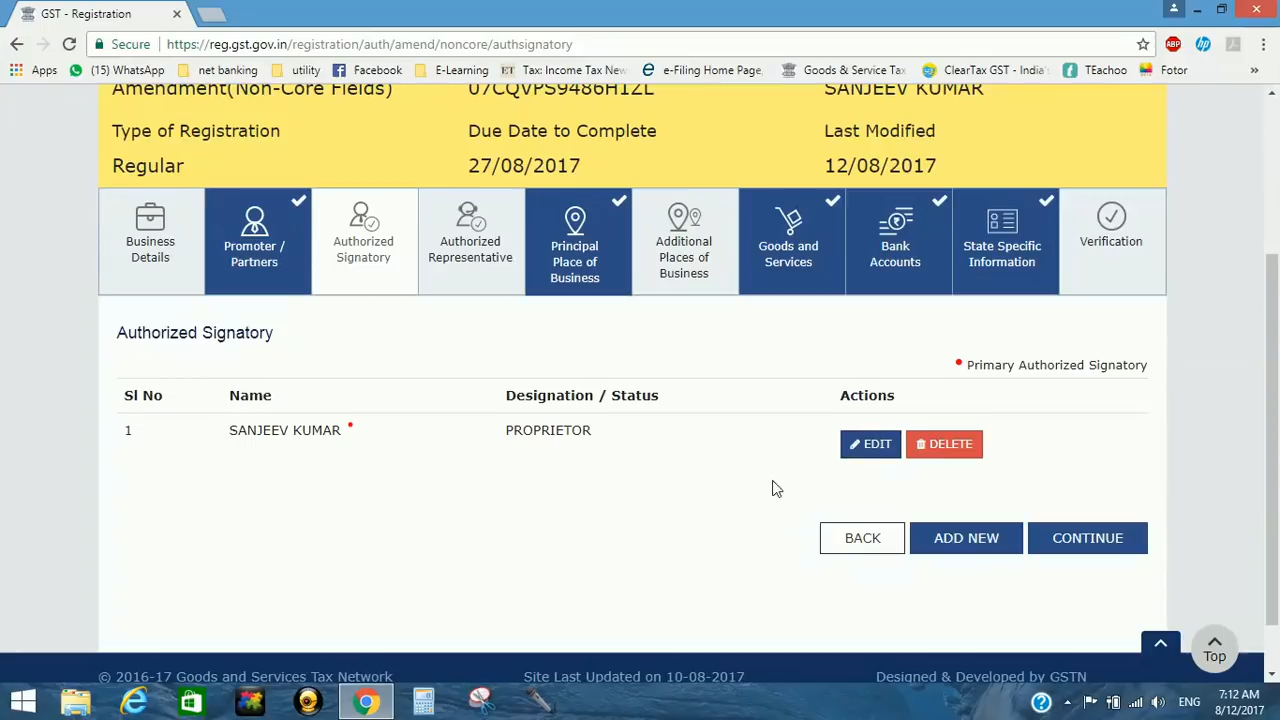 GST - Registration
Secure https://reg.gst.gov.in/registration/auth/amend/noncore/authsignatory
Apps (15) WhatsApp net banking utility Facebook E-Learning Tax: Income Tax New e-Filing Home Page, Goods & Service Tax ClearTax GST - India's TEachoo Fotor »
Amendment(Non-Core Fields) 07CQVPS9486H1ZL SANJEEV KUMAR
Type of Registration Due Date to Complete Last Modified
Regular 27/08/2017 12/08/2017
Business Details
Promoter / Partners
Authorized Signatory
Authorized Representative
Principal Place of Business
Additional Places of Business
Goods and Services
Bank Accounts
State Specific Information
Verification
Authorized Signatory
• Primary Authorized Signatory
Sl No Name Designation / Status Actions
1 SANJEEV KUMAR • PROPRIETOR EDIT DELETE
BACK ADD NEW CONTINUE
Top
© 2016-17 Goods and Services Tax Network Site Last Updated on 10-08-2017 Designed & Developed by GSTN
ENG 7:12 AM
8/12/2017